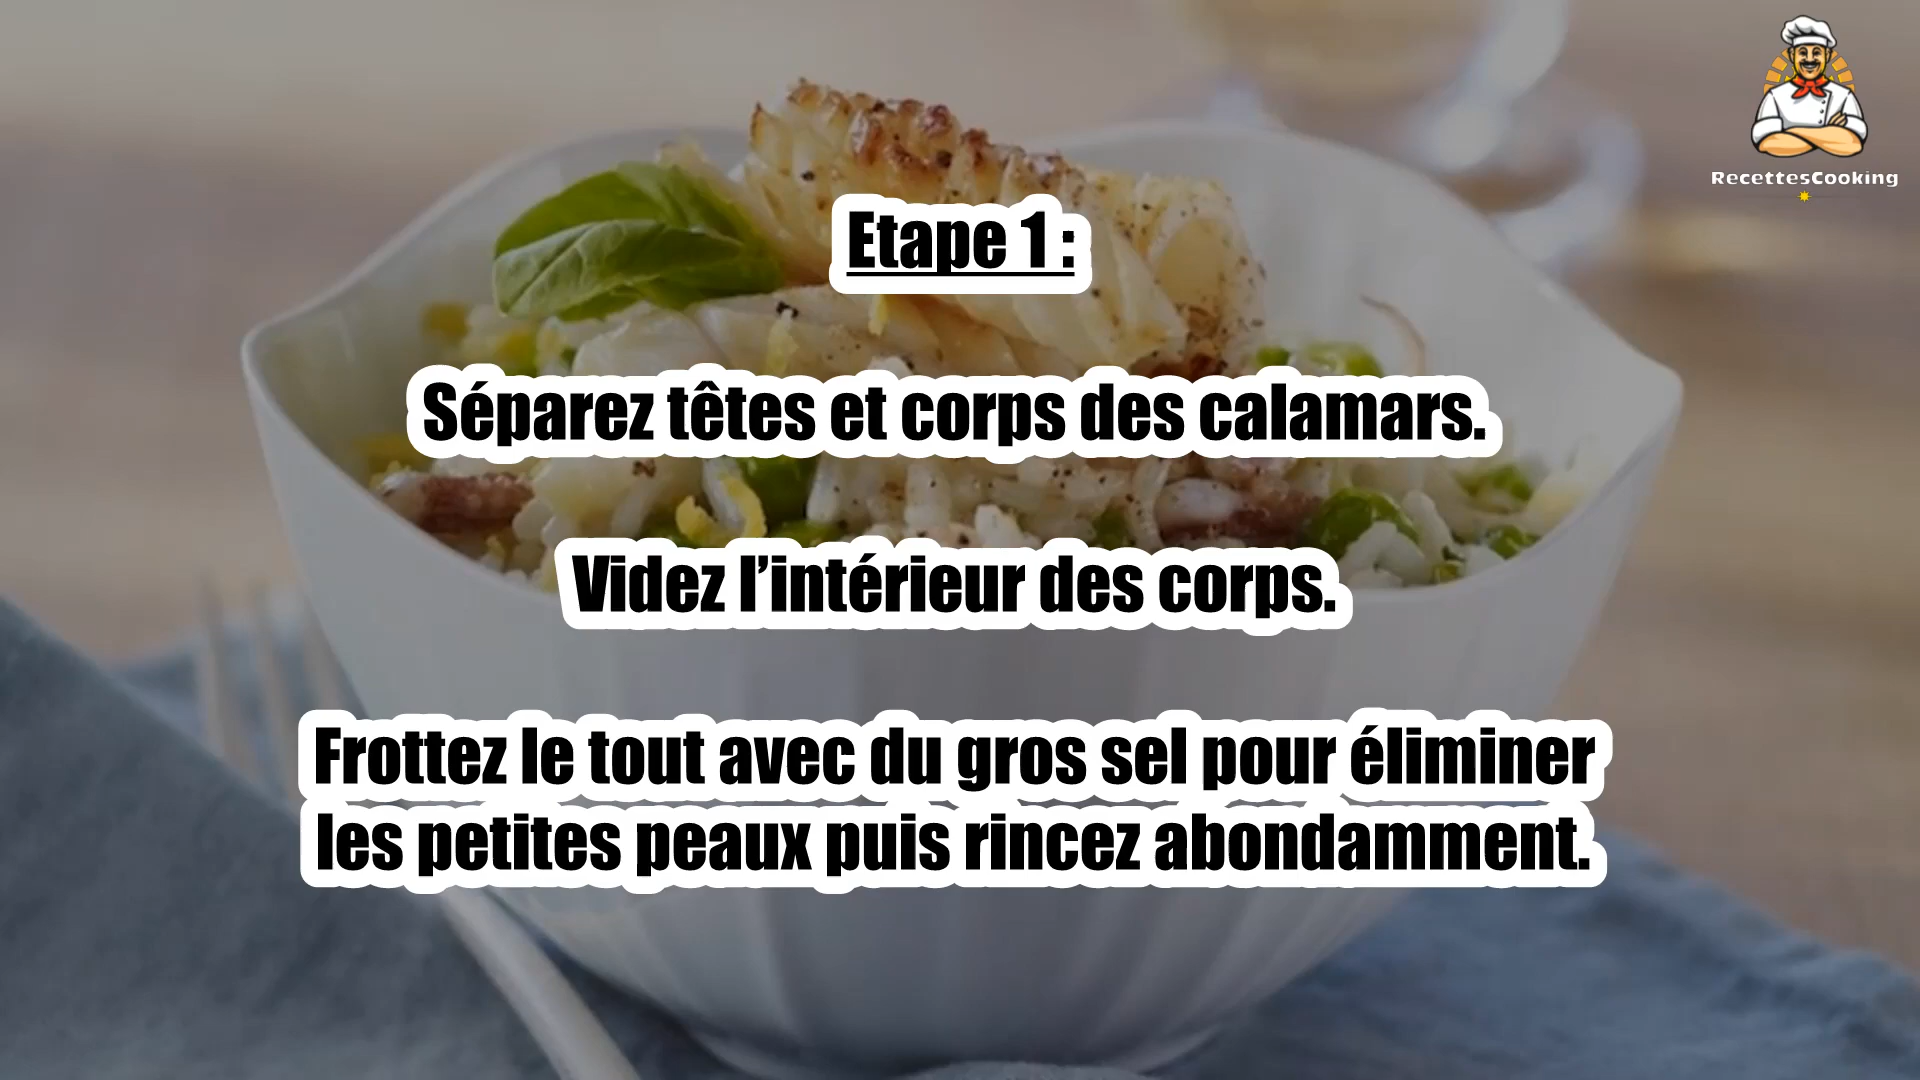 RecettesCooking
Etape 1 :
Séparez têtes et corps des calamars.
Videz l’intérieur des corps.
Frottez le tout avec du gros sel pour éliminer
les petites peaux puis rincez abondamment.